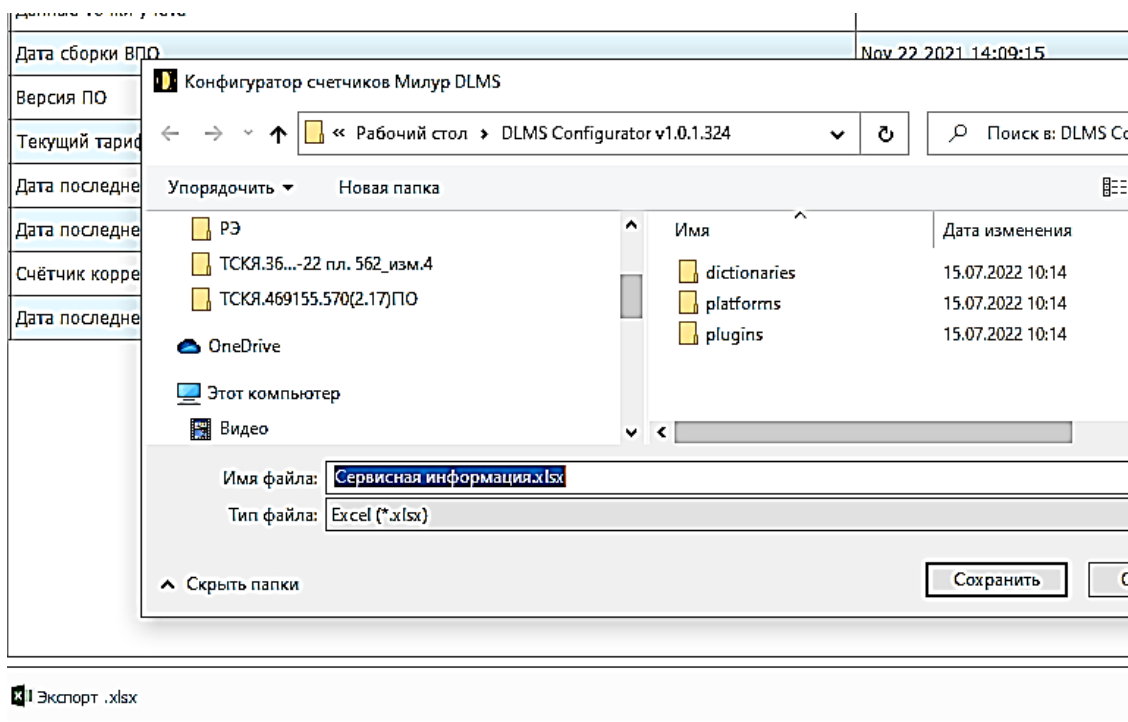 Данные точки учета
Дата сборки ВПО Nov 22 2021 14:09:15
Конфигуратор счетчиков Милур DLMS
Версия ПО
« Рабочий стол › DLMS Configurator v1.0.1.324 Поиск в: DLMS Co
Текущий тариф
Дата последне Упорядочить Новая папка
Дата последне РЭ Имя Дата изменения
Счётчик корре ТСКЯ.36...-22 пл. 562_изм.4 dictionaries 15.07.2022 10:14
ТСКЯ.469155.570(2.17)ПО platforms 15.07.2022 10:14
Дата последне plugins 15.07.2022 10:14
OneDrive
Этот компьютер
Видео
Имя файла: Сервисная информация.xlsx
Тип файла: Excel (*.xlsx)
Скрыть папки Сохранить
Экспорт .xlsx